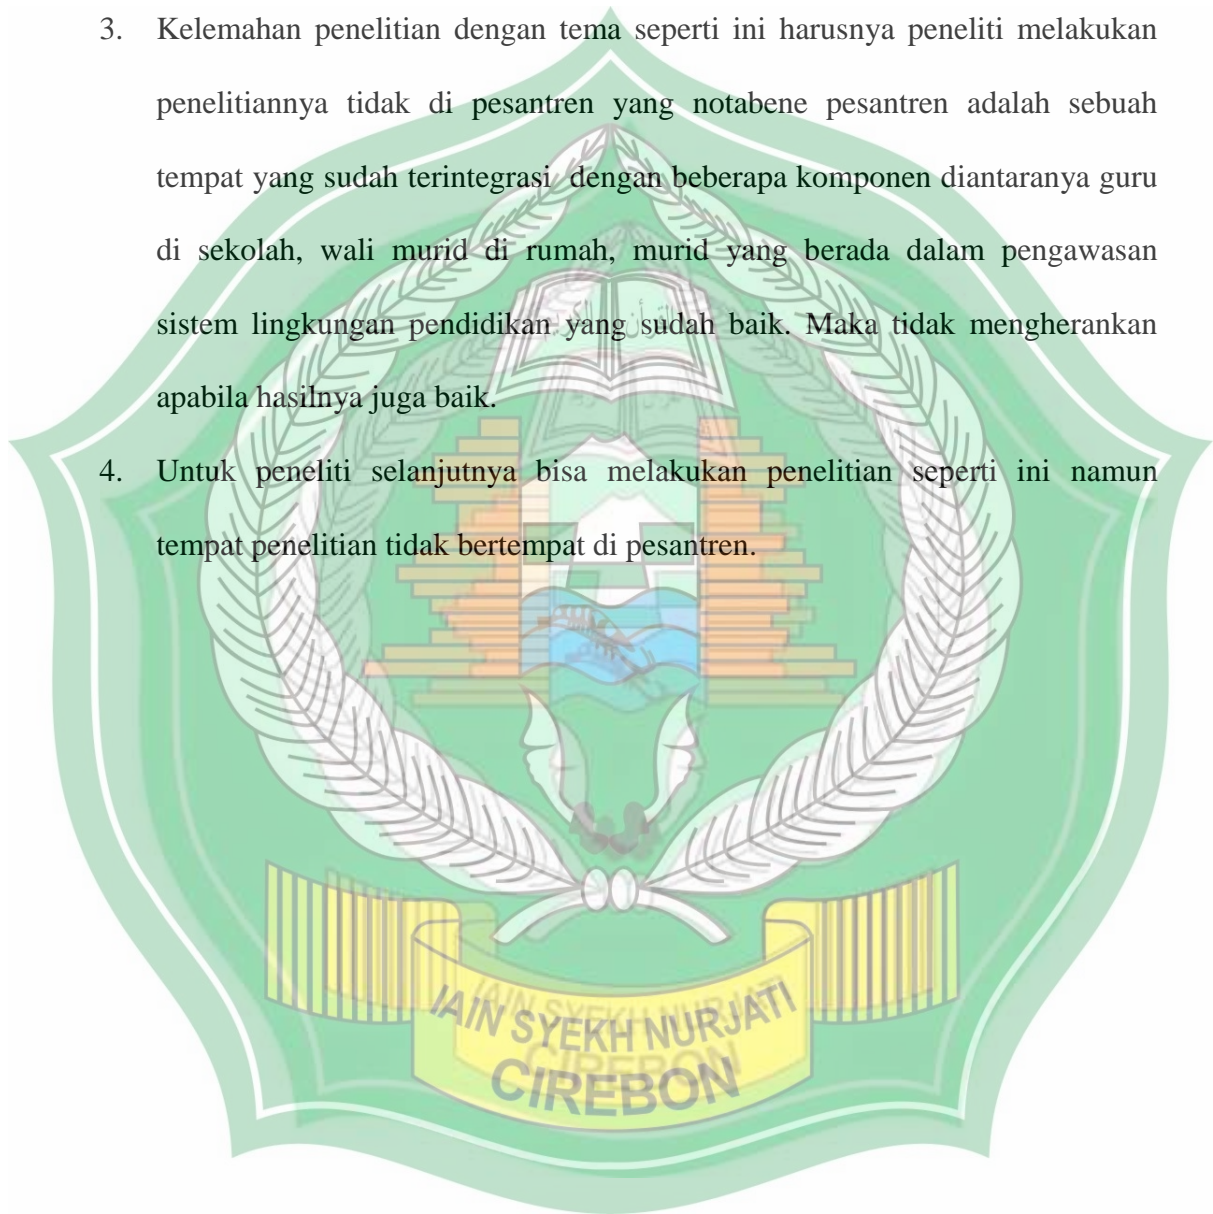 3. Kelemahan penelitian dengan tema seperti ini harusnya peneliti melakukan
penelitiannya tidak di pesantren yang notabene pesantren adalah sebuah
tempat yang sudah terintegrasi dengan beberapa komponen diantaranya guru
di sekolah, wali murid di rumah, murid yang berada dalam pengawasan
sistem lingkungan pendidikan yang sudah baik. Maka tidak mengherankan
apabila hasilnya juga baik.
4. Untuk peneliti selanjutnya bisa melakukan penelitian seperti ini namun
tempat penelitian tidak bertempat di pesantren.
IAIN SYEKH NURJATI
CIREBON